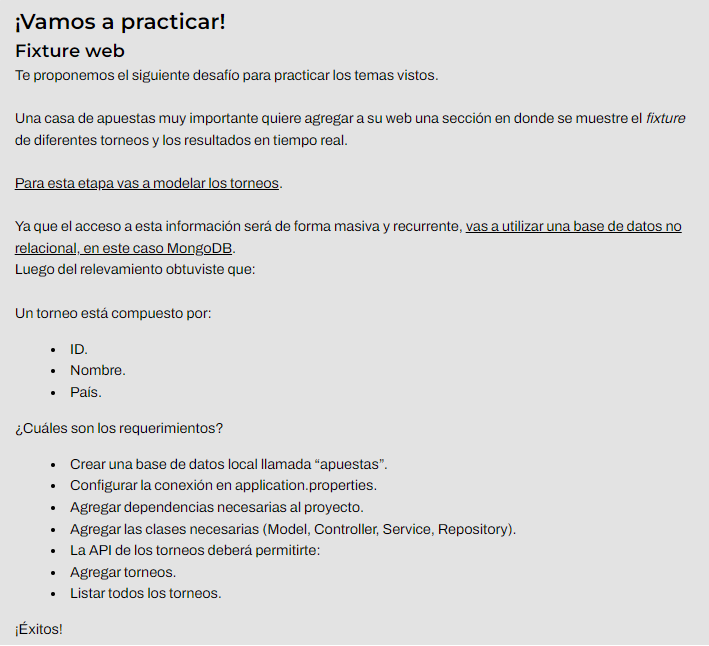 ¡Vamos a practicar!
Fixture web
Te proponemos el siguiente desafío para practicar los temas vistos.
Una casa de apuestas muy importante quiere agregar a su web una sección en donde se muestre el fixture
de diferentes torneos y los resultados en tiempo real.
Para esta etapa vas a modelar los torneos.
Ya que el acceso a esta información será de forma masiva y recurrente, vas a utilizar una base de datos no
relacional, en este caso MongoDB.
Luego del relevamiento obtuviste que:
Un torneo está compuesto por:
• ID.
• Nombre.
• País.
¿Cuáles son los requerimientos?
• Crear una base de datos local llamada “apuestas”.
• Configurar la conexión en application.properties.
• Agregar dependencias necesarias al proyecto.
• Agregar las clases necesarias (Model, Controller, Service, Repository).
• La API de los torneos deberá permitirte:
• Agregar torneos.
• Listar todos los torneos.
¡Éxitos!